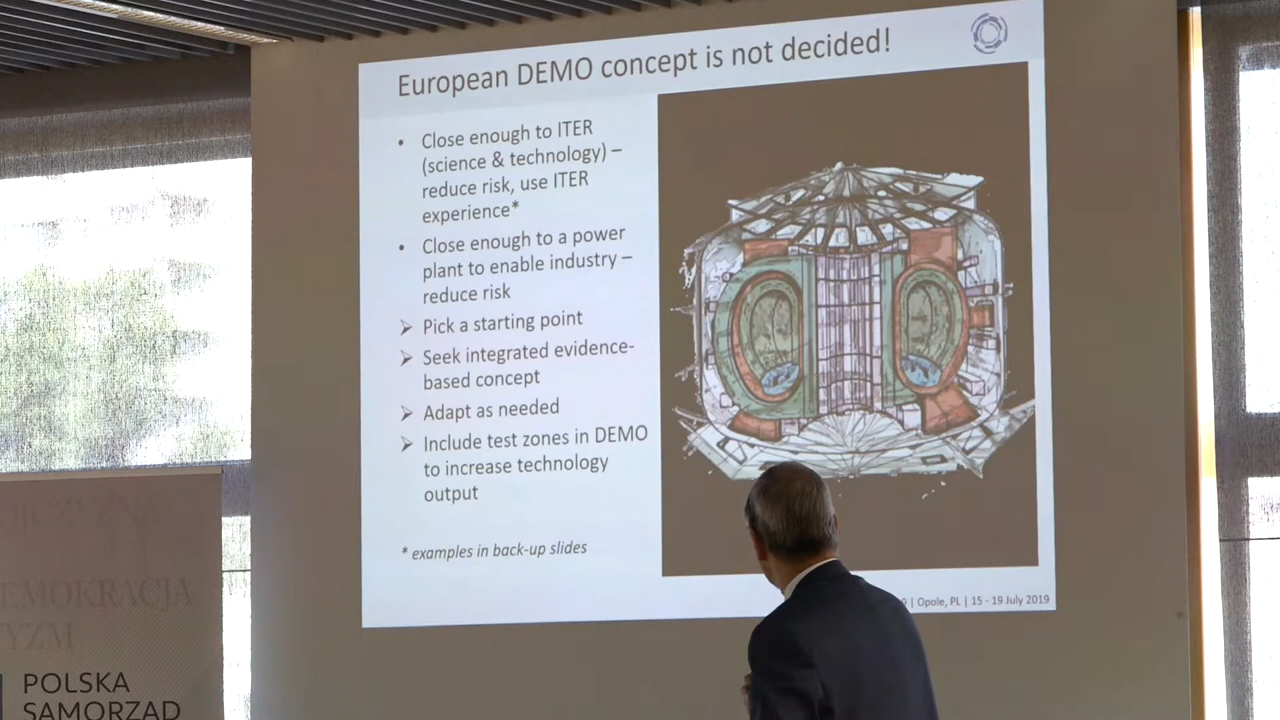 European DEMO concept is not decided!
• Close enough to ITER
(science & technology) –
reduce risk, use ITER
experience*
• Close enough to a power
plant to enable industry –
reduce risk
➢ Pick a starting point
➢ Seek integrated evidence-
based concept
➢ Adapt as needed
➢ Include test zones in DEMO
to increase technology
output
* examples in back-up slides
| Opole, PL | 15 - 19 July 2019
EMOKRACJA
YZM
POLSKA
SAMORZĄD